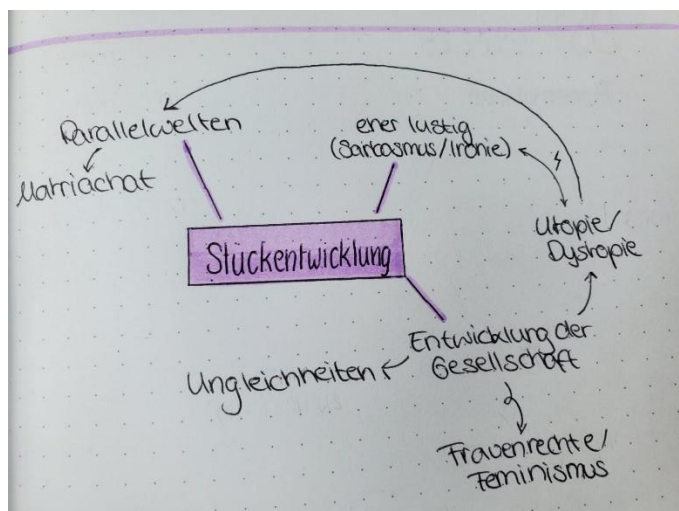 Parallelwelten
Matriachat
eher lustig
(Sarkasmus/Ironie)
Utopie/
Dystopie
Stückentwicklung
Entwicklung der
Gesellschaft
Ungleichheiten
Frauenrechte/
Feminismus